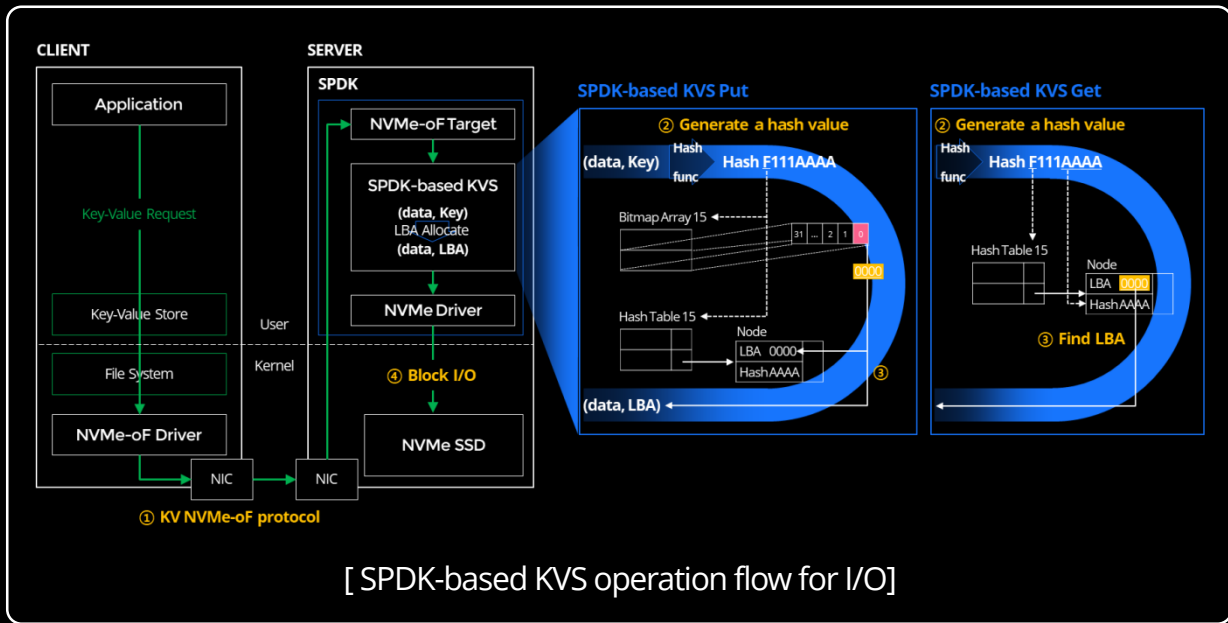 CLIENT
Application
Key-Value Request
Key-Value Store
File System
NVMe-oF Driver
NIC
① KV NVMe-oF protocol
User
Kernel
SERVER
SPDK
NVMe-oF Target
SPDK-based KVS
(data, Key)
LBA Allocate
(data, LBA)
NVMe Driver
④ Block I/O
NVMe SSD
NIC
SPDK-based KVS Put
② Generate a hash value
(data, Key)
Hash
func
Hash F111AAAA
Bitmap Array 15
31 ... 2 1 0
0000
Hash Table 15
Node
LBA 0000
Hash AAAA
③
(data, LBA)
SPDK-based KVS Get
② Generate a hash value
Hash
func
Hash F111AAAA
Hash Table 15
Node
LBA 0000
Hash AAAA
③ Find LBA
[ SPDK-based KVS operation flow for I/O]